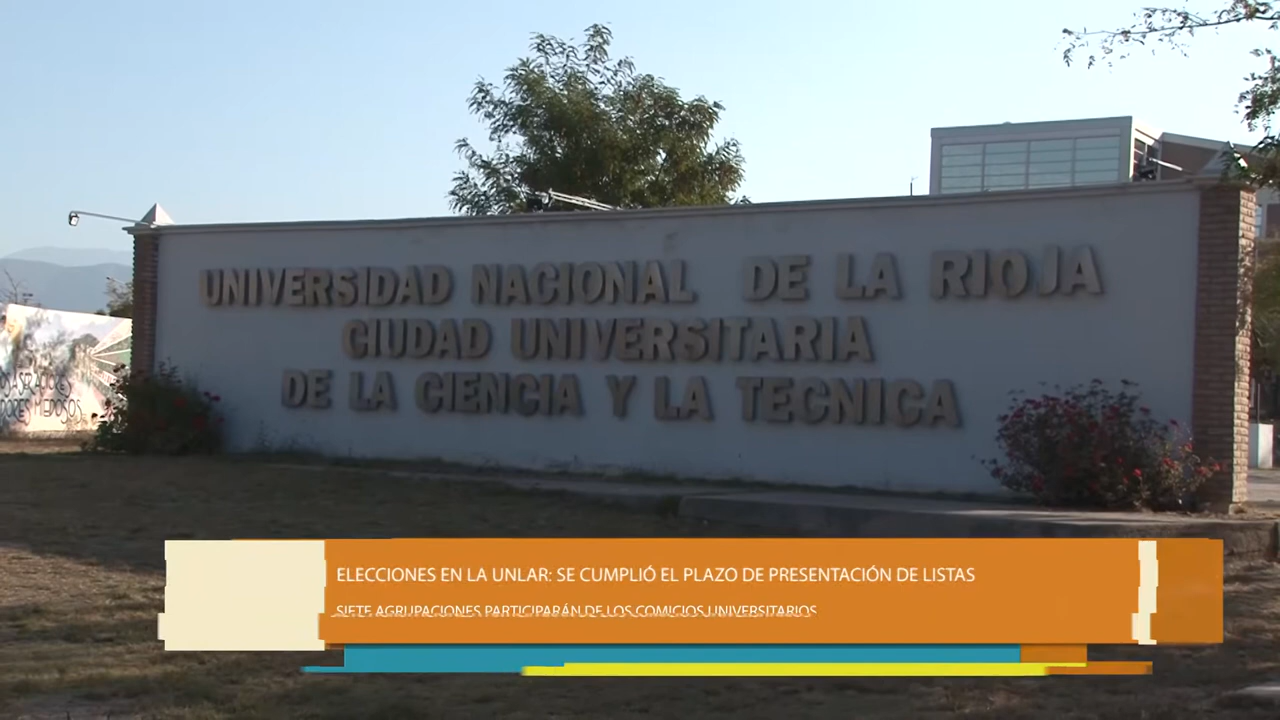 UNIVERSIDAD NACIONAL DE LA RIOJA
CIUDAD UNIVERSITARIA
DE LA CIENCIA Y LA TECNICA
MIEDOSOS
ELECCIONES EN LA UNLAR: SE CUMPLIÓ EL PLAZO DE PRESENTACIÓN DE LISTAS
SIETE AGRUPACIONES PARTICIPARÁN DE LOS COMICIOS UNIVERSITARIOS